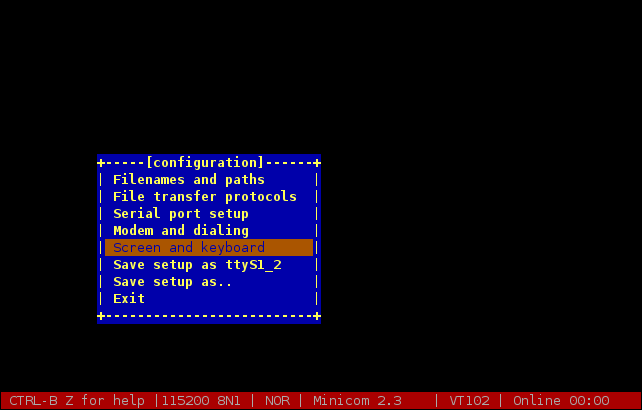 +-----[configuration]------+
| Filenames and paths |
| File transfer protocols |
| Serial port setup |
| Modem and dialing |
| Screen and keyboard |
| Save setup as ttyS1_2 |
| Save setup as.. |
| Exit |
+--------------------------+
CTRL-B Z for help |115200 8N1 | NOR | Minicom 2.3 | VT102 | Online 00:00